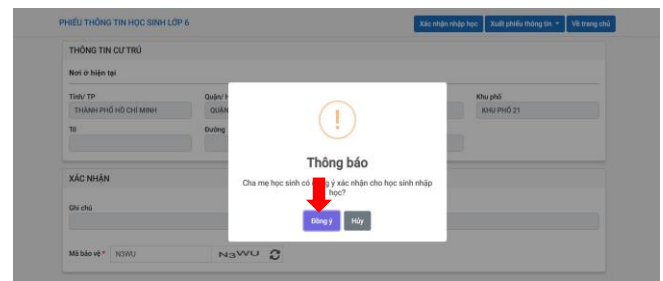 PHIẾU THÔNG TIN HỌC SINH LỚP 6
Xác nhận nhập học
Xuất phiếu thông tin
Về trang chủ
THÔNG TIN CƯ TRÚ
Nơi ở hiện tại
Tỉnh/ TP
Quận/ H
Khu phố
THÀNH PHỐ HỒ CHÍ MINH
QUẬN
KHU PHỐ 21
Tổ
Đường
!
Thông báo
Cha mẹ học sinh có ý xác nhận cho học sinh nhập
học?
Đồng ý
Hủy
XÁC NHẬN
Ghi chú
Mã bảo vệ *
N3WU
N3WU